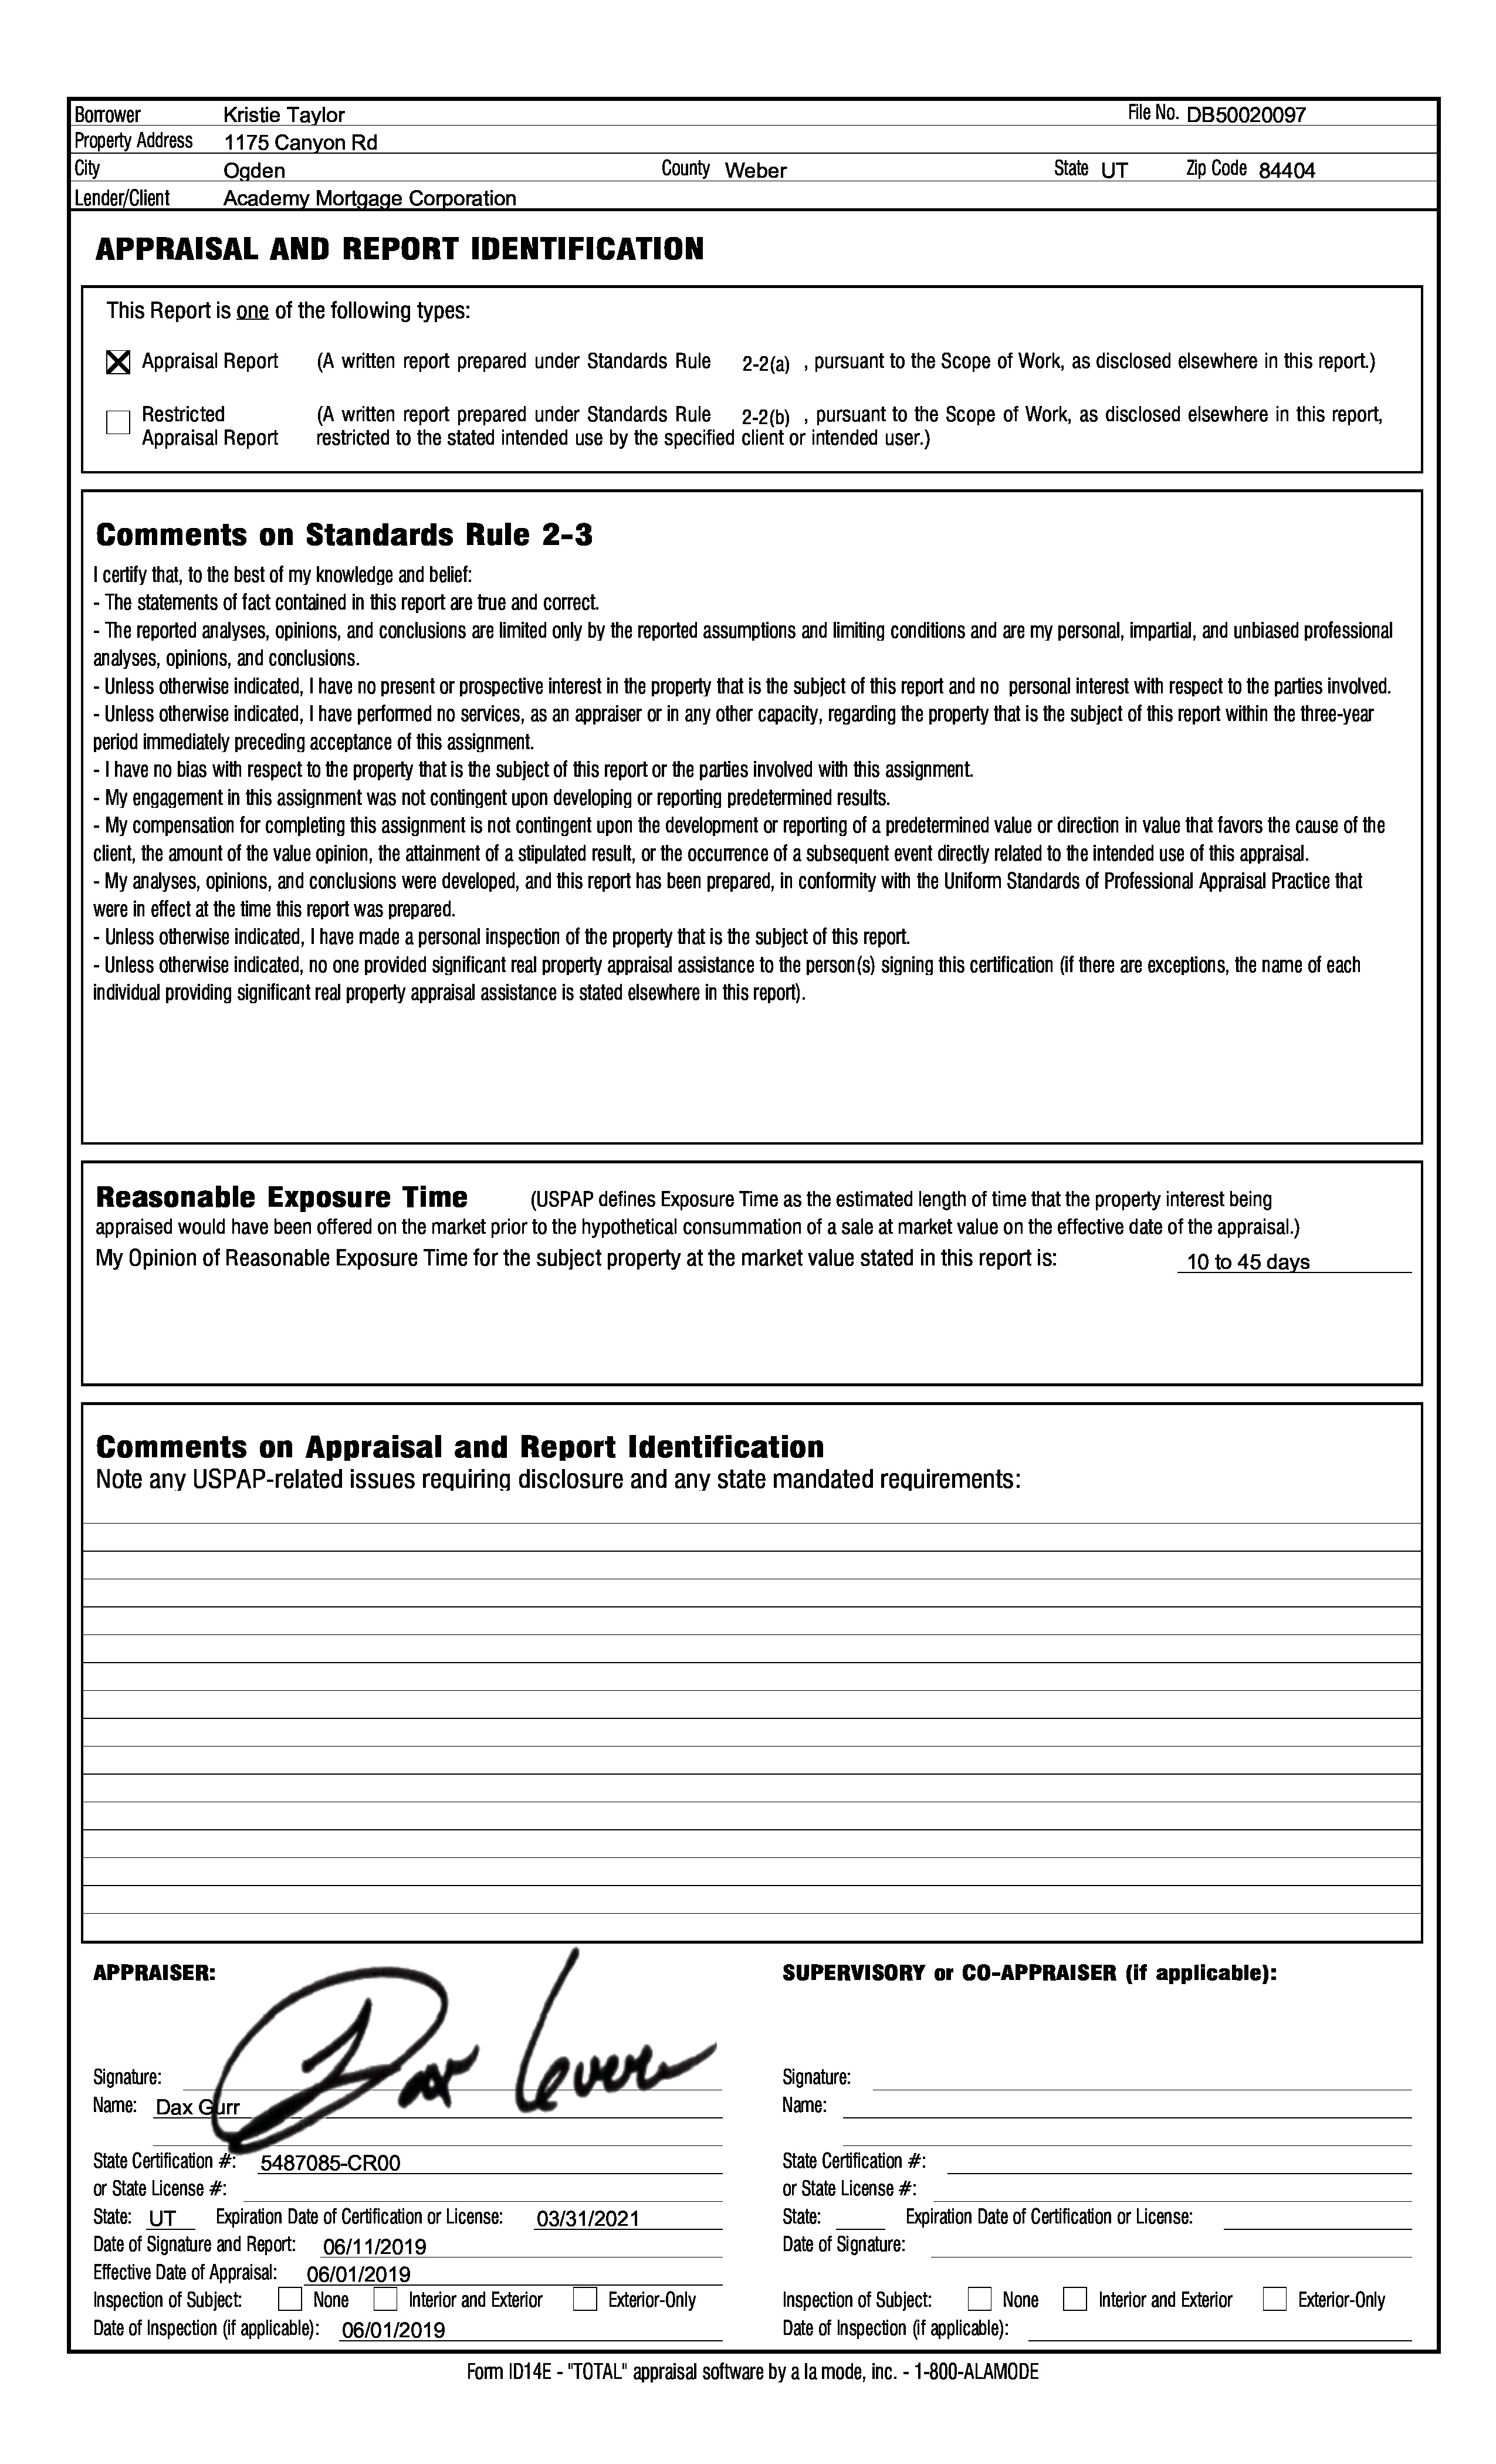 Borrower Kristie Taylor File No. DB50020097
Property Address 1175 Canyon Rd
City Ogden County Weber State UT Zip Code 84404
Lender/Client Academy Mortgage Corporation
APPRAISAL AND REPORT IDENTIFICATION
This Report is one of the following types:
Appraisal Report (A written report prepared under Standards Rule 2-2(a) , pursuant to the Scope of Work, as disclosed elsewhere in this report.)
Restricted (A written report prepared under Standards Rule 2-2(b) , pursuant to the Scope of Work, as disclosed elsewhere in this report,
Appraisal Report restricted to the stated intended use by the specified client or intended user.)
Comments on Standards Rule 2-3
I certify that, to the best of my knowledge and belief:
- The statements of fact contained in this report are true and correct.
- The reported analyses, opinions, and conclusions are limited only by the reported assumptions and limiting conditions and are my personal, impartial, and unbiased professional
analyses, opinions, and conclusions.
- Unless otherwise indicated, I have no present or prospective interest in the property that is the subject of this report and no personal interest with respect to the parties involved.
- Unless otherwise indicated, I have performed no services, as an appraiser or in any other capacity, regarding the property that is the subject of this report within the three-year
period immediately preceding acceptance of this assignment.
- I have no bias with respect to the property that is the subject of this report or the parties involved with this assignment.
- My engagement in this assignment was not contingent upon developing or reporting predetermined results.
- My compensation for completing this assignment is not contingent upon the development or reporting of a predetermined value or direction in value that favors the cause of the
client, the amount of the value opinion, the attainment of a stipulated result, or the occurrence of a subsequent event directly related to the intended use of this appraisal.
- My analyses, opinions, and conclusions were developed, and this report has been prepared, in conformity with the Uniform Standards of Professional Appraisal Practice that
were in effect at the time this report was prepared.
- Unless otherwise indicated, I have made a personal inspection of the property that is the subject of this report.
- Unless otherwise indicated, no one provided significant real property appraisal assistance to the person(s) signing this certification (if there are exceptions, the name of each
individual providing significant real property appraisal assistance is stated elsewhere in this report).
Reasonable Exposure Time (USPAP defines Exposure Time as the estimated length of time that the property interest being
appraised would have been offered on the market prior to the hypothetical consummation of a sale at market value on the effective date of the appraisal.)
My Opinion of Reasonable Exposure Time for the subject property at the market value stated in this report is: 10 to 45 days
Comments on Appraisal and Report Identification
Note any USPAP-related issues requiring disclosure and any state mandated requirements:
APPRAISER: SUPERVISORY or CO-APPRAISER (if applicable):
Signature: Dax Signature:
Name: Dax Gurr Name:
State Certification #: 5487085-CR00 State Certification #:
or State License #: or State License #:
State: UT Expiration Date of Certification or License: 03/31/2021 State: Expiration Date of Certification or License:
Date of Signature and Report: 06/11/2019 Date of Signature:
Effective Date of Appraisal: 06/01/2019
Inspection of Subject: None Interior and Exterior Exterior-Only Inspection of Subject: None Interior and Exterior Exterior-Only
Date of Inspection (if applicable): 06/01/2019 Date of Inspection (if applicable):
Form ID14E - "TOTAL" appraisal software by a la mode, inc. - 1-800-ALAMODE